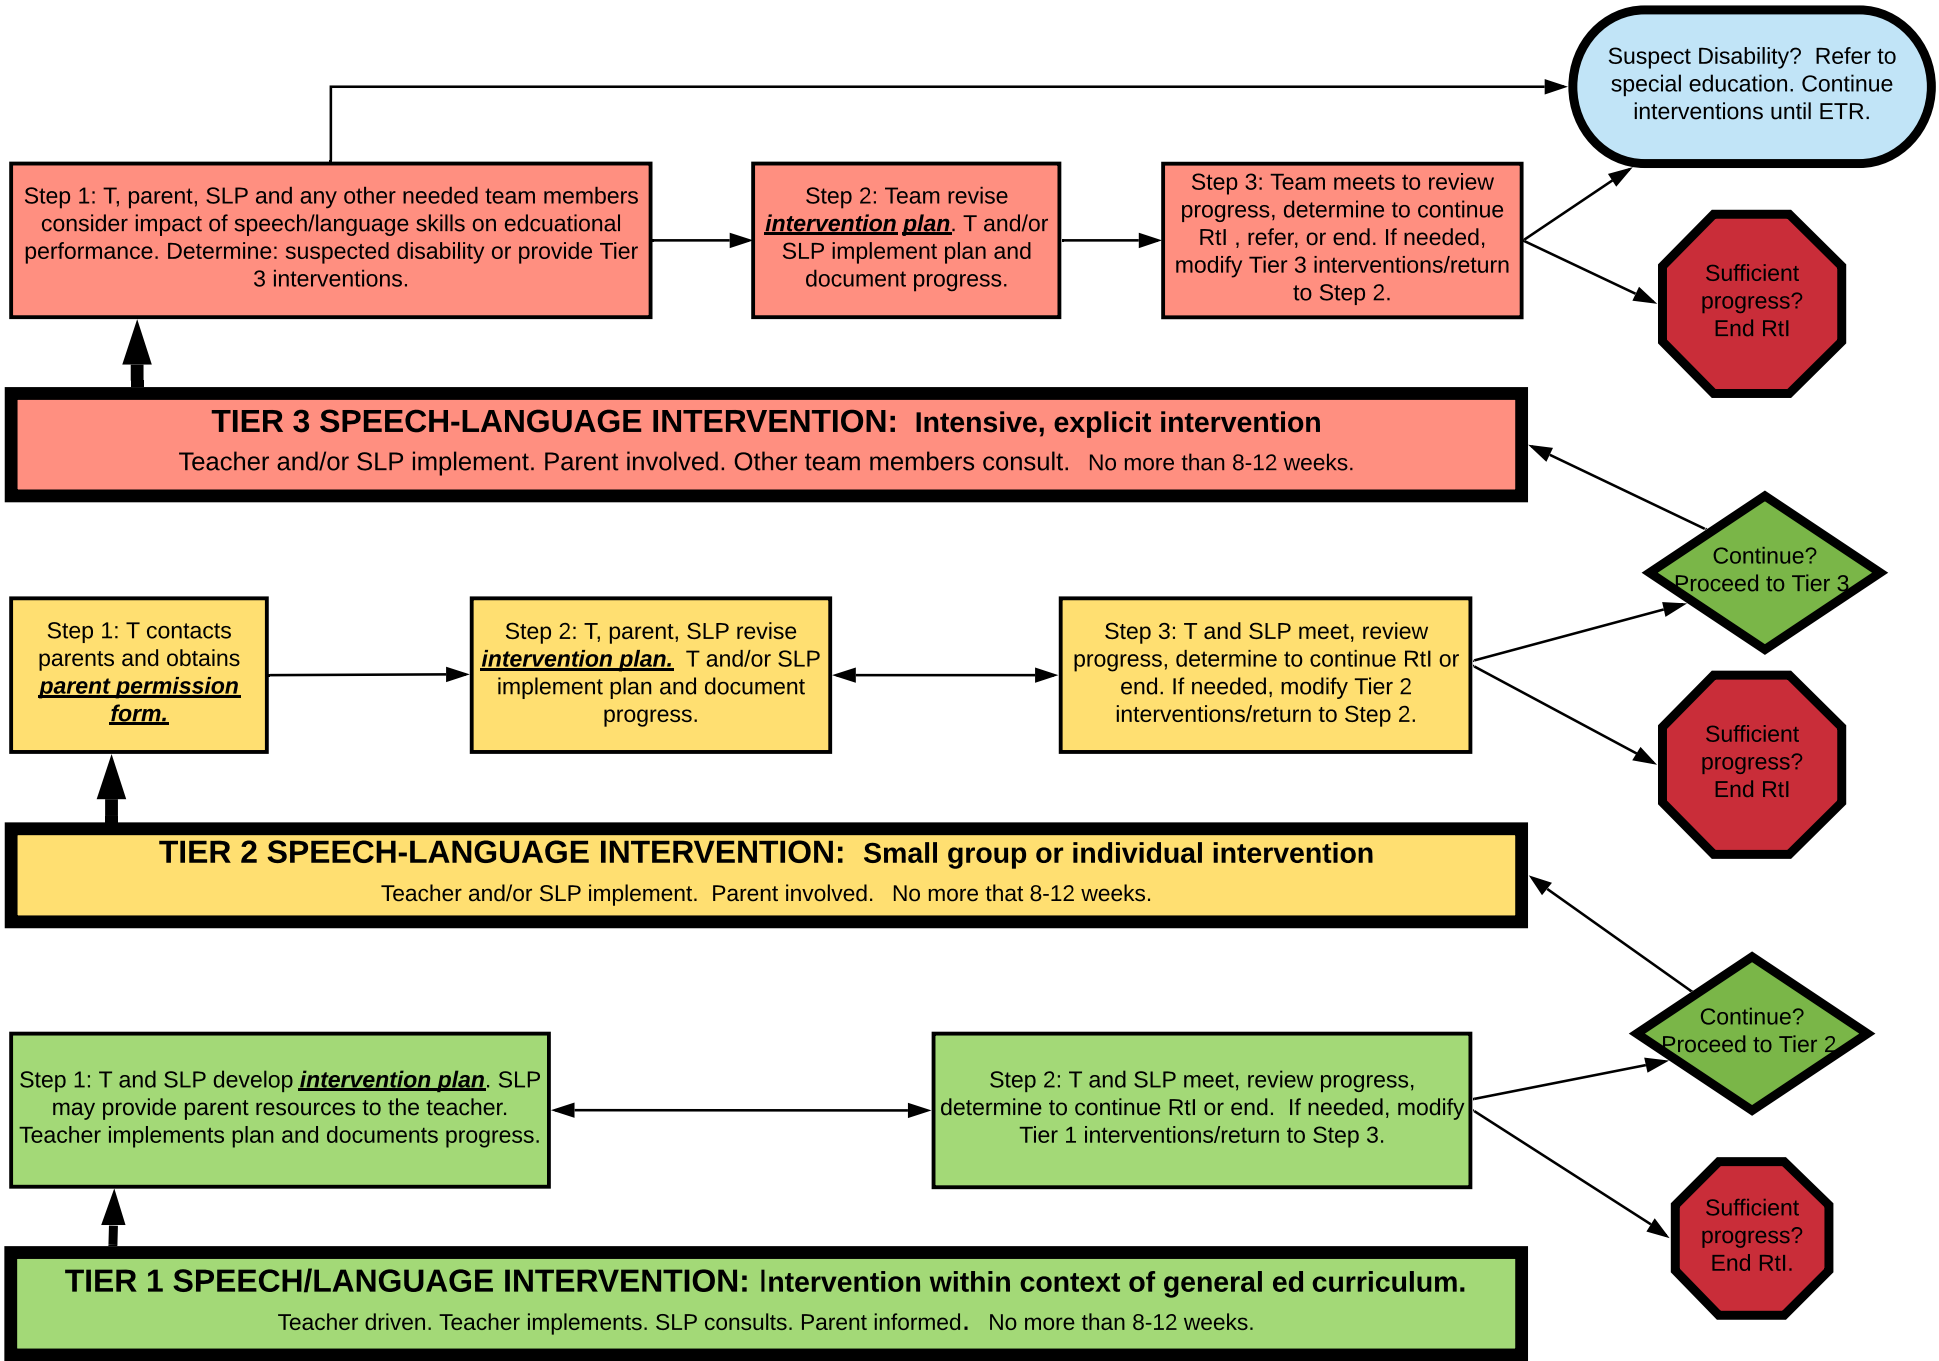 Suspect Disability?  Refer to
special education. Continue
interventions until ETR.
Step 1: T, parent, SLP and any other needed team members
consider impact of speech/language skills on edcuational
performance. Determine: suspected disability or provide Tier
3 interventions.
Step 2: Team revise
intervention plan. T and/or
SLP implement plan and
document progress.
Step 3: Team meets to review
progress, determine to continue
RtI , refer, or end. If needed,
modify Tier 3 interventions/return
to Step 2.
Sufficient
progress?
End RtI
TIER 3 SPEECH-LANGUAGE INTERVENTION:  Intensive, explicit intervention
Teacher and/or SLP implement. Parent involved. Other team members consult.   No more than 8-12 weeks.
Continue?
Proceed to Tier 3
Step 1: T contacts
parents and obtains
parent permission
form.
Step 2: T, parent, SLP revise
intervention plan.  T and/or SLP
implement plan and document
progress.
Step 3: T and SLP meet, review
progress, determine to continue RtI or
end. If needed, modify Tier 2
interventions/return to Step 2.
Sufficient
progress?
End RtI
TIER 2 SPEECH-LANGUAGE INTERVENTION:  Small group or individual intervention
Teacher and/or SLP implement.  Parent involved.   No more that 8-12 weeks.
Continue?
Proceed to Tier 2
Step 1: T and SLP develop intervention plan. SLP
may provide parent resources to the teacher.
Teacher implements plan and documents progress.
Step 2: T and SLP meet, review progress,
determine to continue RtI or end.  If needed, modify
Tier 1 interventions/return to Step 3.
Sufficient
progress?
End RtI.
TIER 1 SPEECH/LANGUAGE INTERVENTION: Intervention within context of general ed curriculum.
Teacher driven. Teacher implements. SLP consults. Parent informed.   No more than 8-12 weeks.